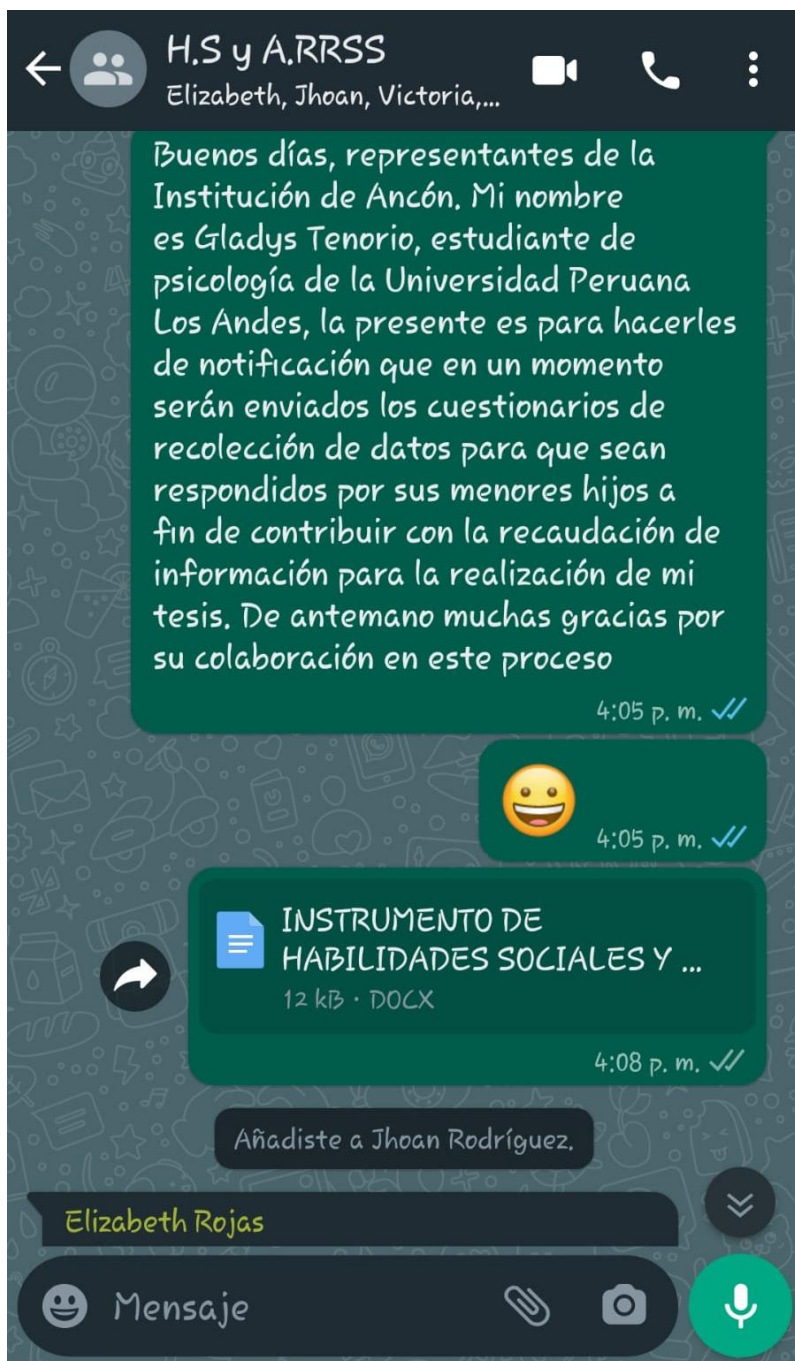 H.S y A.RRSS
Elizabeth, Jhoan, Victoria,...
Buenos días, representantes de la
Institución de Ancón. Mi nombre
es Gladys Tenorio, estudiante de
psicología de la Universidad Peruana
Los Andes, la presente es para hacerles
de notificación que en un momento
serán enviados los cuestionarios de
recolección de datos para que sean
respondidos por sus menores hijos a
fin de contribuir con la recaudación de
información para la realización de mi
tesis. De antemano muchas gracias por
su colaboración en este proceso
4:05 p. m.
4:05 p. m.
INSTRUMENTO DE
HABILIDADES SOCIALES Y ...
12 kB · DOCX
4:08 p. m.
Añadiste a Jhoan Rodríguez.
Elizabeth Rojas
Mensaje